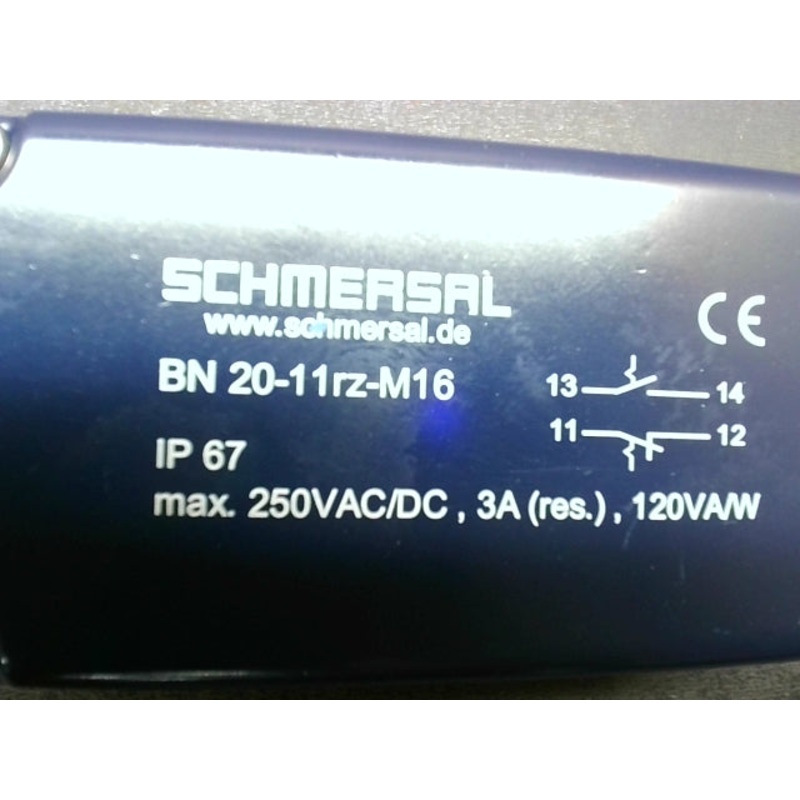 SCHMERSAL
www.schmersal.de
CE
BN 20-11rz-M16
13 14
11 12
IP 67
max. 250VAC/DC , 3A (res.) , 120VA/W